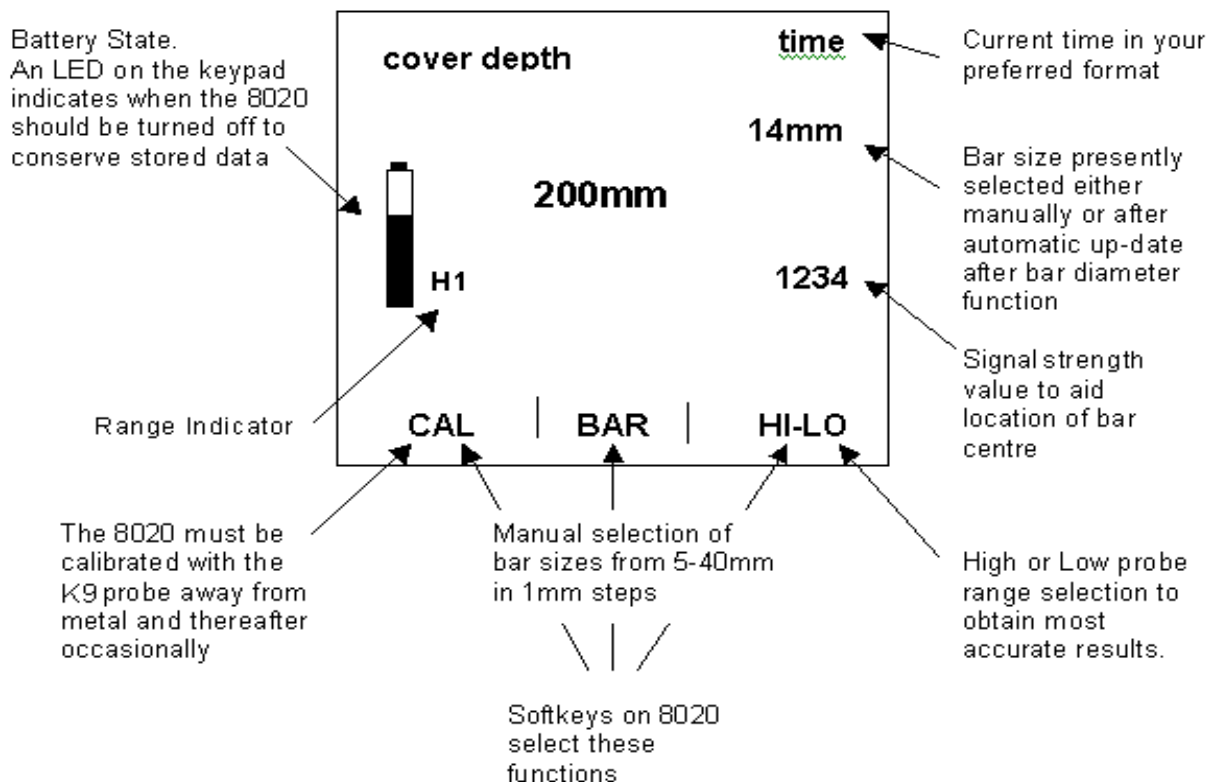 Battery State.
An LED on the keypad
indicates when the 8020
should be turned off to
conserve stored data
cover depth
time
14mm
200mm
H1
1234
CAL
BAR
HI-LO
Current time in your
preferred format
Bar size presently
selected either
manually or after
automatic up-date
after bar diameter
function
Signal strength
value to aid
location of bar
centre
Range Indicator
The 8020 must be
calibrated with the
K9 probe away from
metal and thereafter
occasionally
Manual selection of
bar sizes from 5-40mm
in 1mm steps
High or Low probe
range selection to
obtain most
accurate results.
Softkeys on 8020
select these
functions